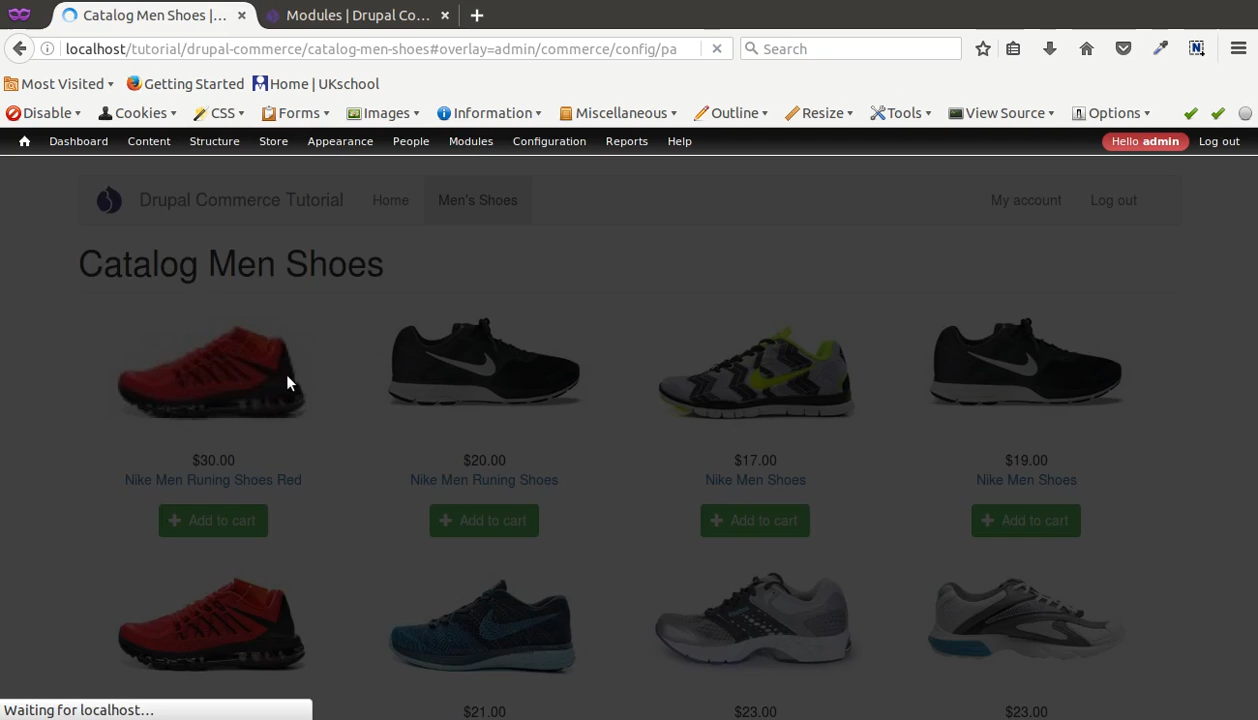 Catalog Men Shoes |...
Modules | Drupal Co...
localhost/tutorial/drupal-commerce/catalog-men-shoes#overlay=admin/commerce/config/pa
Search
Most Visited
Getting Started
Home | UKschool
Disable
Cookies
CSS
Forms
Images
Information
Miscellaneous
Outline
Resize
Tools
View Source
Options
Dashboard
Content
Structure
Store
Appearance
People
Modules
Configuration
Reports
Help
Hello admin
Log out
Drupal Commerce Tutorial
Home
Men's Shoes
My account
Log out
Catalog Men Shoes
$30.00
Nike Men Runing Shoes Red
Add to cart
$20.00
Nike Men Runing Shoes
Add to cart
$17.00
Nike Men Shoes
Add to cart
$19.00
Nike Men Shoes
Add to cart
$21.00
$23.00
$23.00
Waiting for localhost...